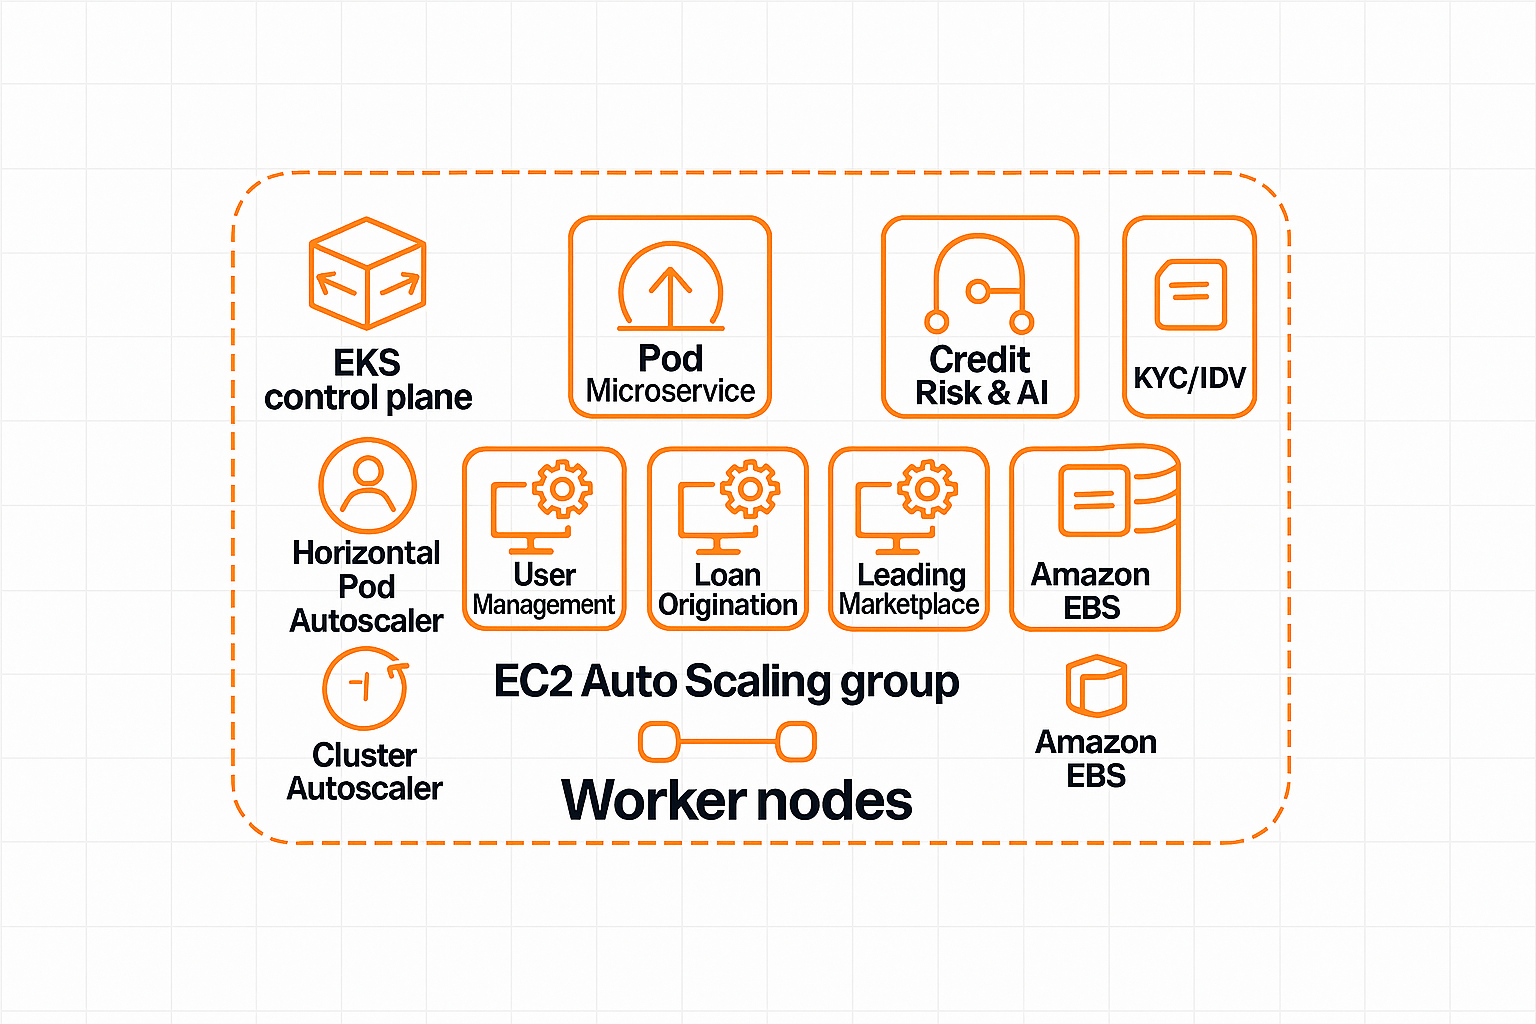 EKS
control plane
Pod
Microservice
Credit
Risk & AI
KYC/IDV
Horizontal
Pod
Autoscaler
User
Management
Loan
Origination
Leading
Marketplace
Amazon
EBS
Cluster
Autoscaler
EC2 Auto Scaling group
Worker nodes
Amazon
EBS